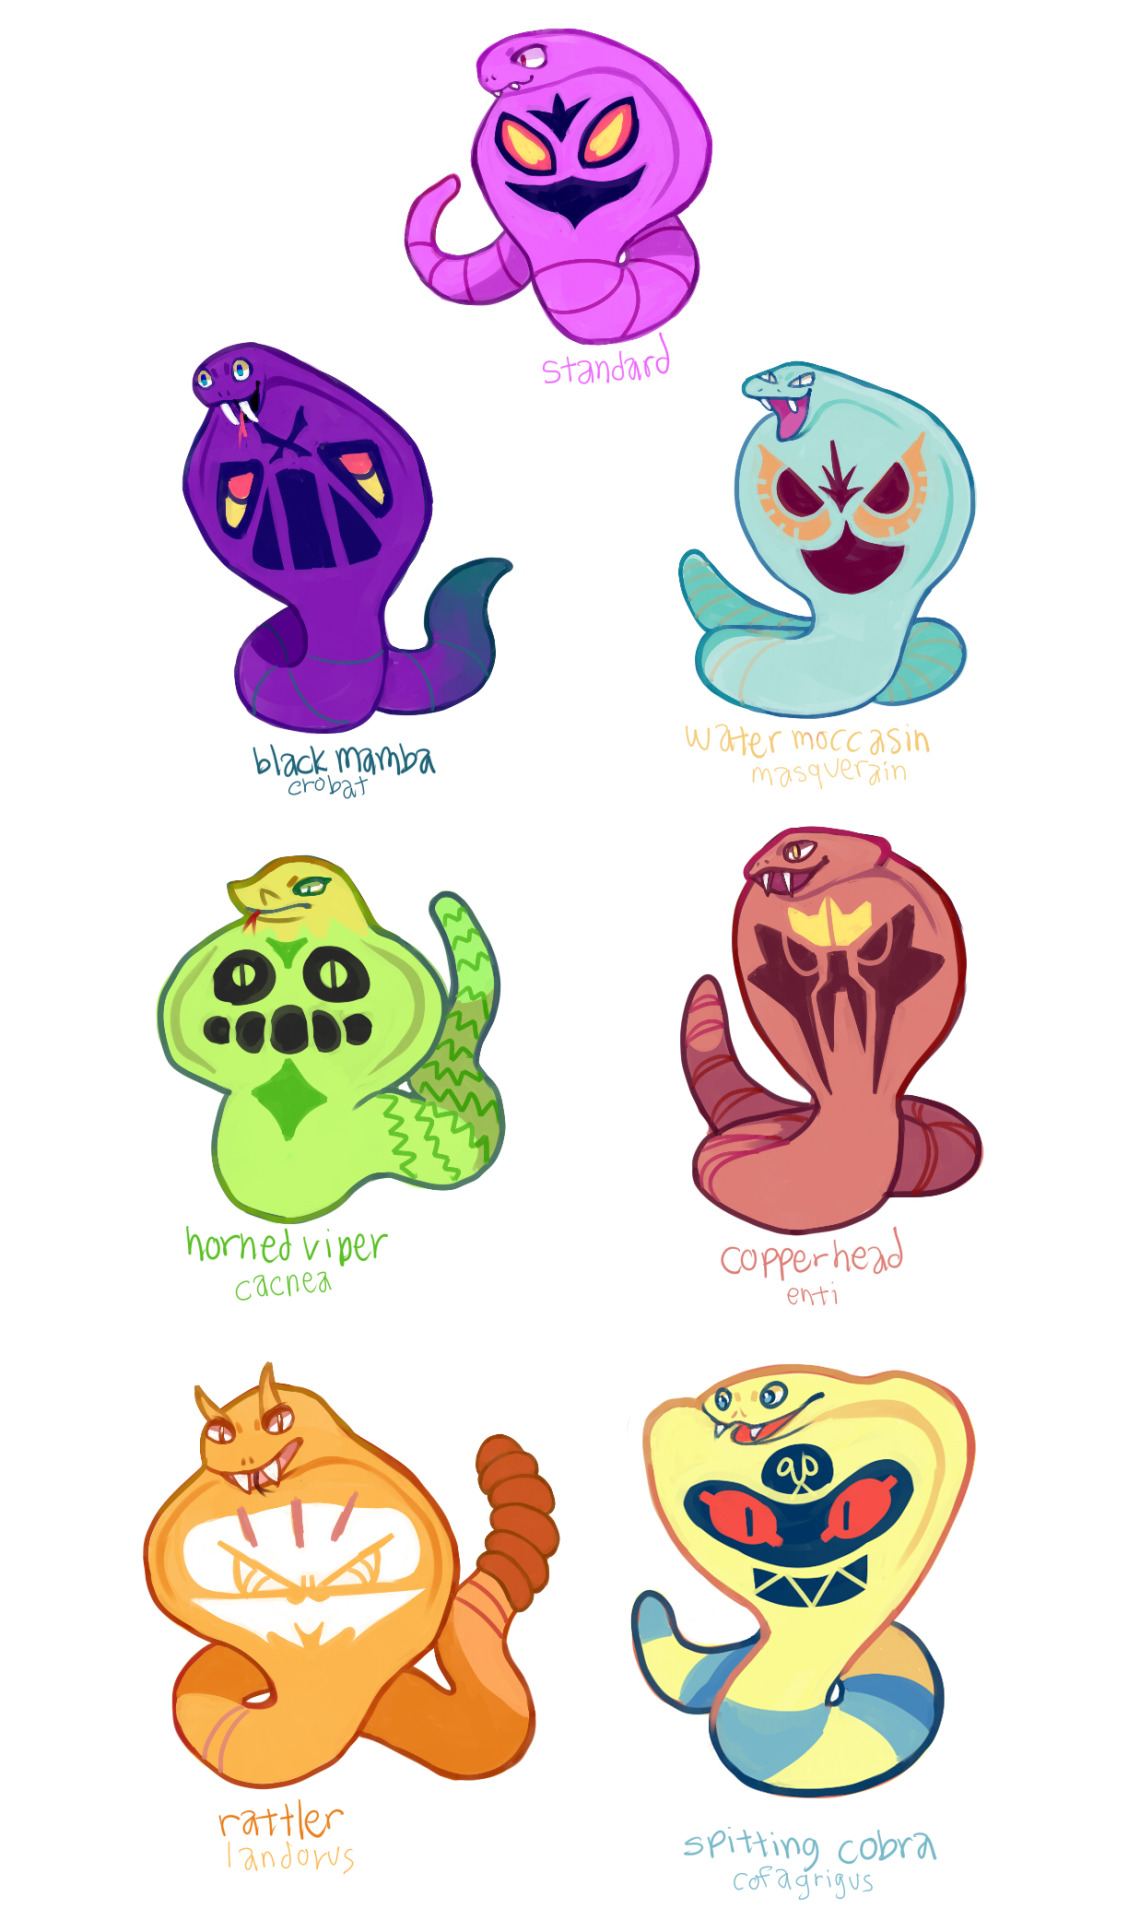 standard
black mamba
crobat
water moccasin
masquerain
horned viper
cacnea
copperhead
enti
rattler
landorus
spitting cobra
cofagrigus